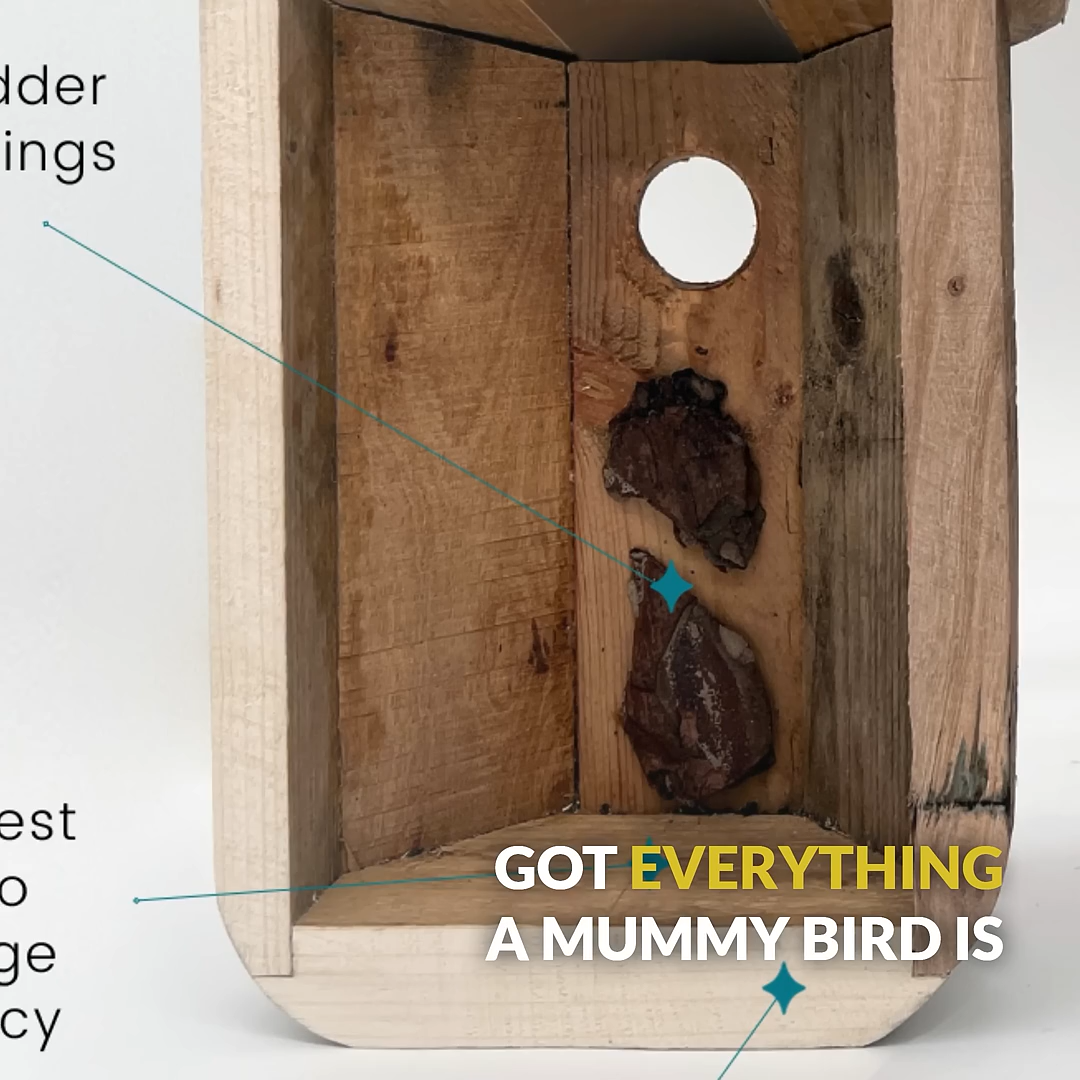 dder
ings
est
o
ge
cy
GOT EVERYTHING
A MUMMY BIRD IS